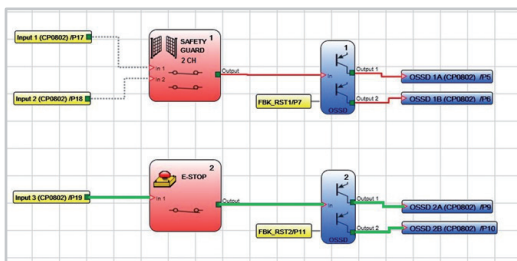 Input 1 (CP0802) /P17
SAFETY 1
GUARD
2 CH
In 1
In 2
Output
Input 2 (CP0802) /P18
1
In
Output 1
Output 2
OSSD
FBK_RST1/P7
OSSD 1A (CP0802) /P5
OSSD 1B (CP0802) /P6
Input 3 (CP0802) /P19
2
E-STOP
In 1
Output
2
In
Output 1
Output 2
OSSD
FBK_RST2/P11
OSSD 2A (CP0802) /P9
OSSD 2B (CP0802) /P10